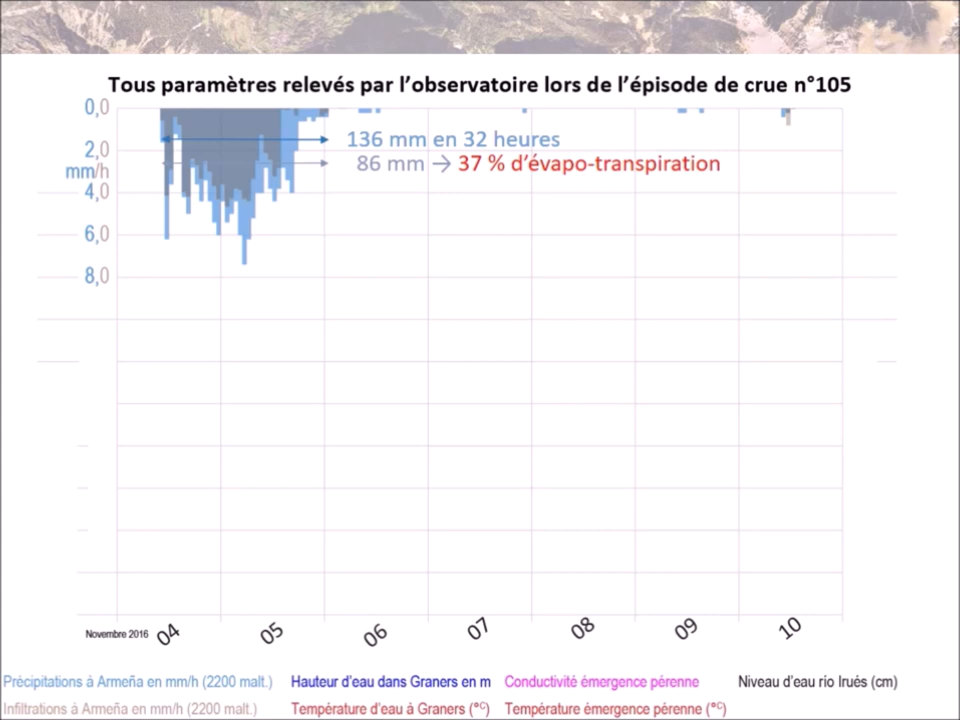 Tous paramètres relevés par l'observatoire lors de l'épisode de crue n°105
0,0
136 mm en 32 heures
2,0
86 mm → 37 % d'évapo-transpiration
mm/h
4,0
6,0
8,0
Novembre 2016 04 05 06 07 08 09 10
Précipitations à Armeña en mm/h (2200 malt.) Hauteur d'eau dans Graners en m Conductivité émergence pérenne Niveau d'eau río Irués (cm)
Infiltrations à Armeña en mm/h (2200 malt.) Température d'eau à Graners (°C) Température émergence pérenne (°C)